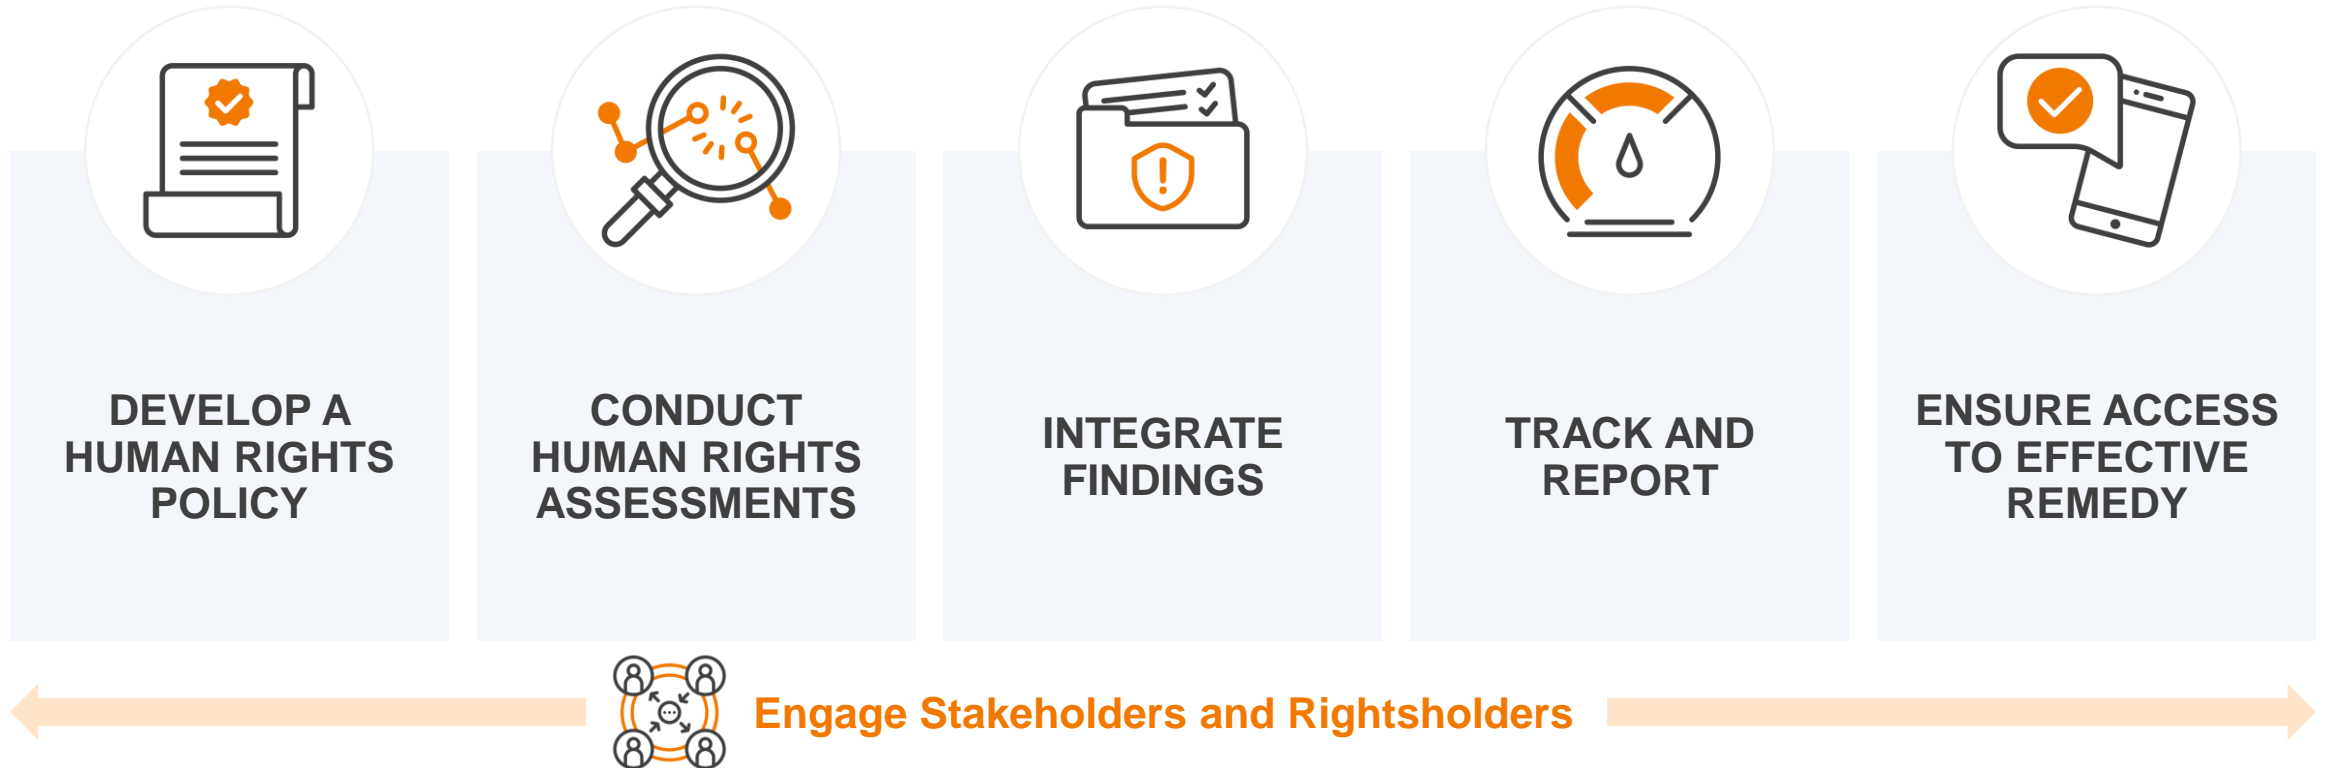 DEVELOP A
HUMAN RIGHTS
POLICY
CONDUCT
HUMAN RIGHTS
ASSESSMENTS
INTEGRATE
FINDINGS
TRACK AND
REPORT
ENSURE ACCESS
TO EFFECTIVE
REMEDY
Engage Stakeholders and Rightsholders